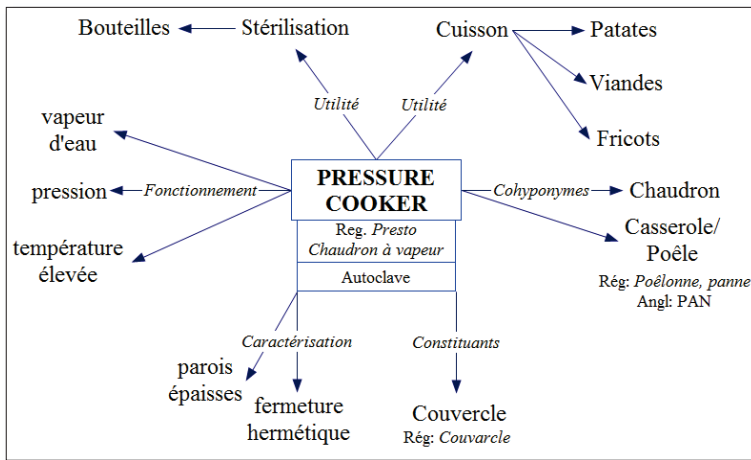 Bouteilles
Stérilisation
Cuisson
Patates
Viandes
Fricots
Utilité
Utilité
vapeur
d'eau
pression
Fonctionnement
température
élevée
PRESSURE
COOKER
Reg. Presto
Chaudron à vapeur
Autoclave
Cohyponymes
Chaudron
Casserole/
Poêle
Rég: Poêlonne, panne
Angl: PAN
Caractérisation
parois
épaisses
fermeture
hermétique
Constituants
Couvercle
Rég: Couvarcle